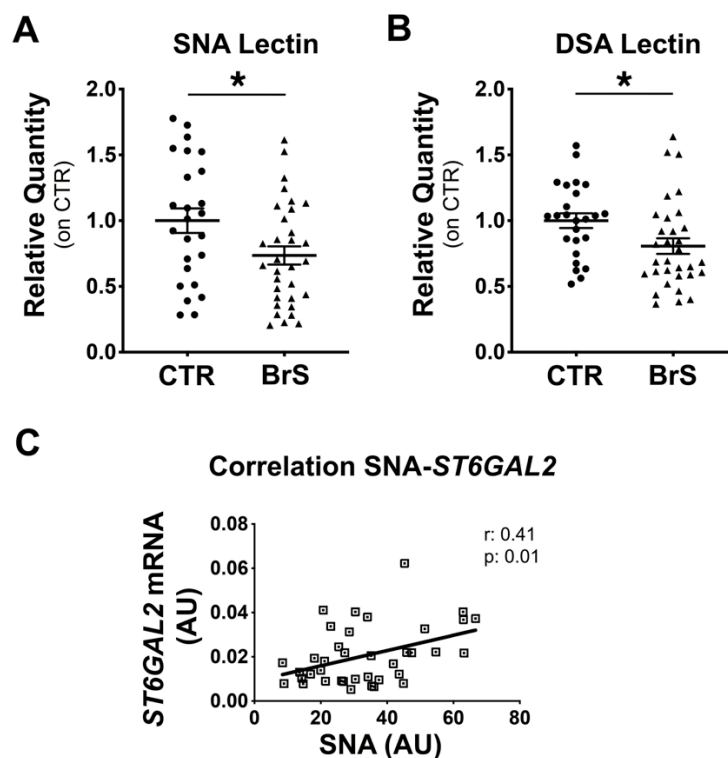 A
SNA Lectin
*
Relative Quantity
(on CTR)
2.0
1.5
1.0
0.5
0.0
CTR BrS
B
DSA Lectin
*
Relative Quantity
(on CTR)
2.0
1.5
1.0
0.5
0.0
CTR BrS
C
Correlation SNA-ST6GAL2
r: 0.41
p: 0.01
ST6GAL2 mRNA
(AU)
0.08
0.06
0.04
0.02
0.00
0 20 40 60 80
SNA (AU)